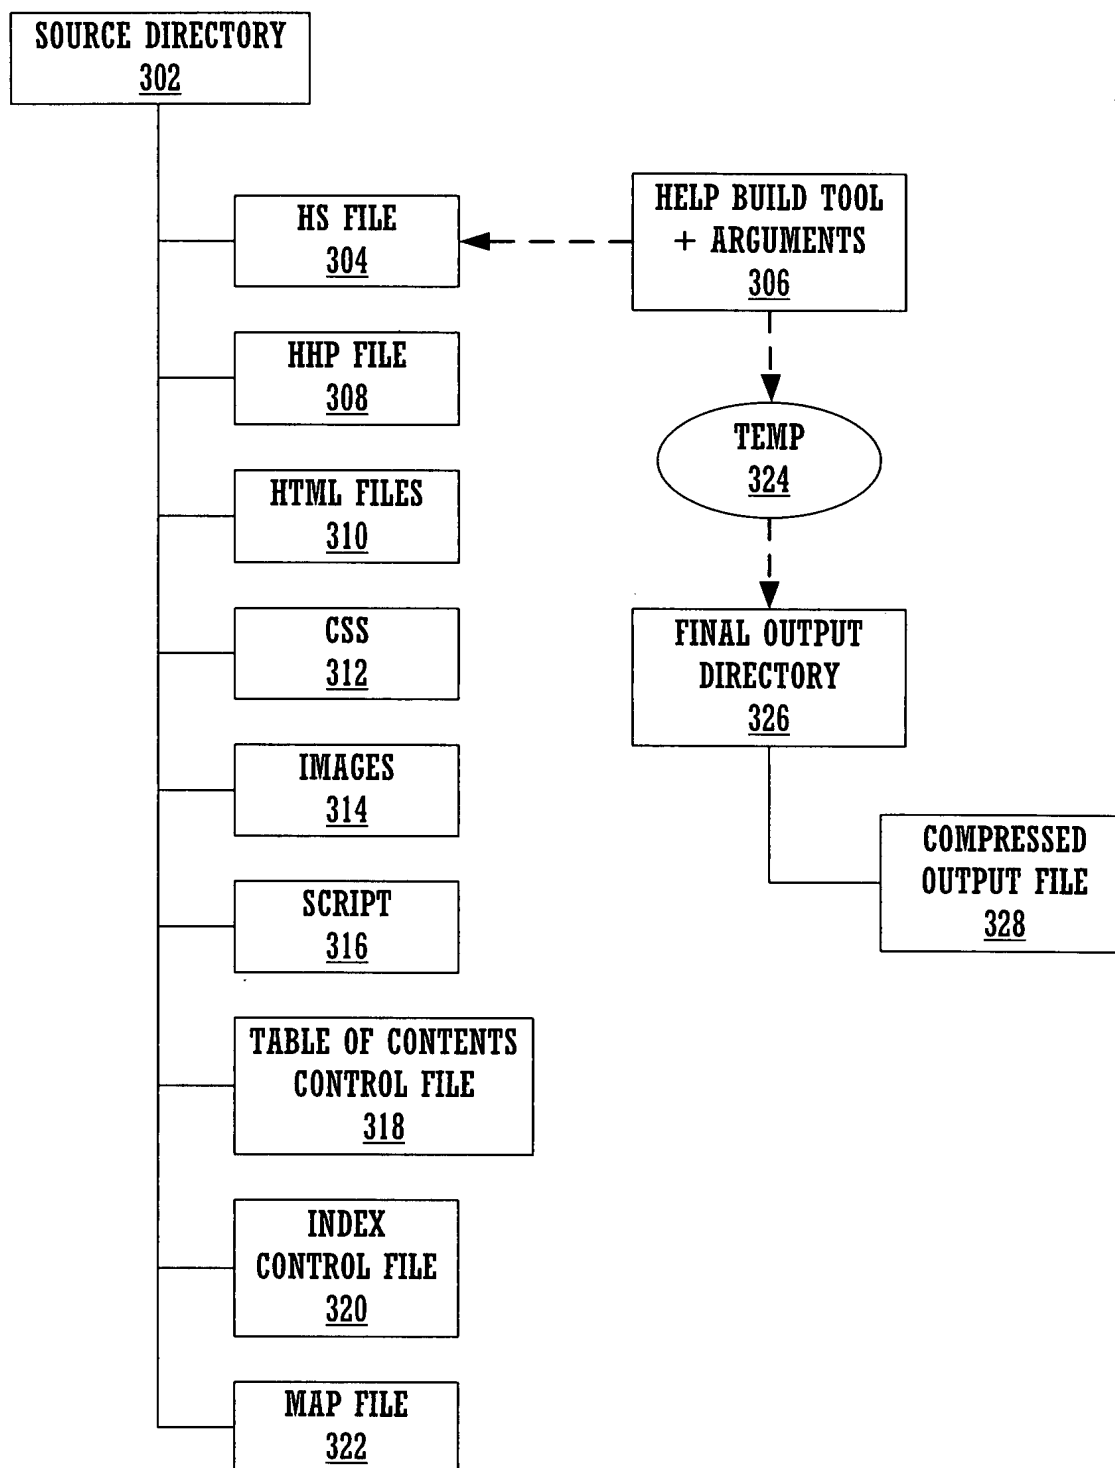 SOURCE DIRECTORY
302
HS FILE
304
HELP BUILD TOOL
+ ARGUMENTS
306
HHP FILE
308
TEMP
324
HTML FILES
310
CSS
312
FINAL OUTPUT
DIRECTORY
326
IMAGES
314
COMPRESSED
OUTPUT FILE
328
SCRIPT
316
TABLE OF CONTENTS
CONTROL FILE
318
INDEX
CONTROL FILE
320
MAP FILE
322